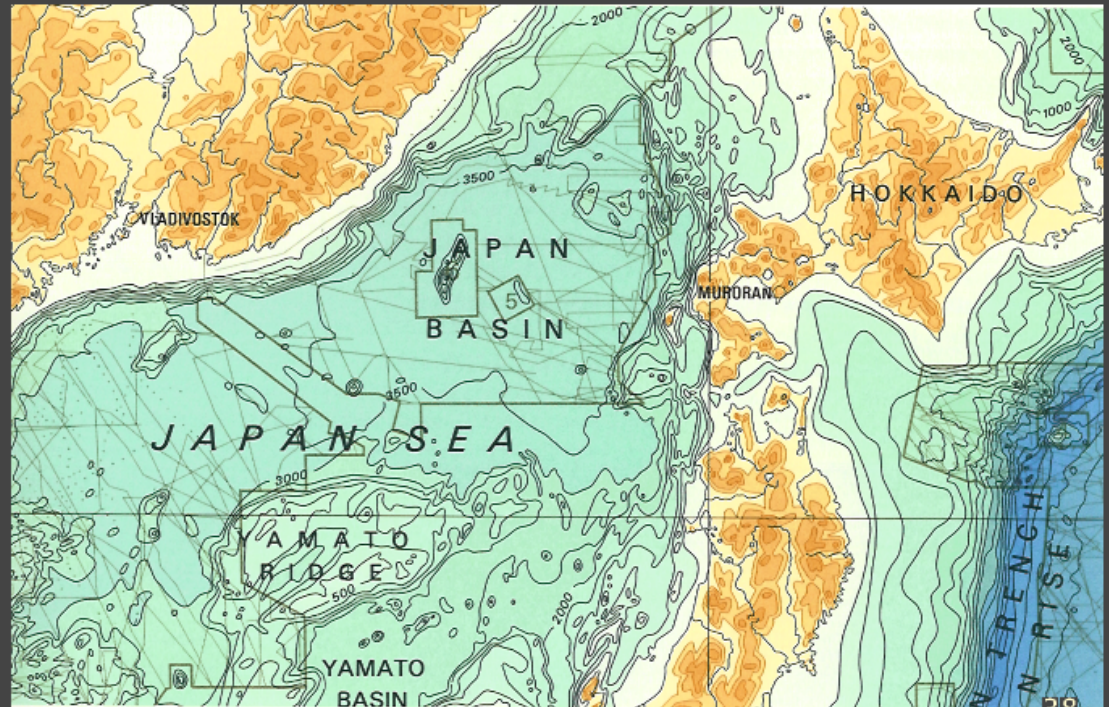 2000
2000
1000
3500
HOKKAIDO
VLADIVOSTOK
JAPAN
MURORAN
5
BASIN
3500
JAPAN SEA
3000
YAMATO
RIDGE
500
2000
YAMATO
BASIN
TRENCH
RISE